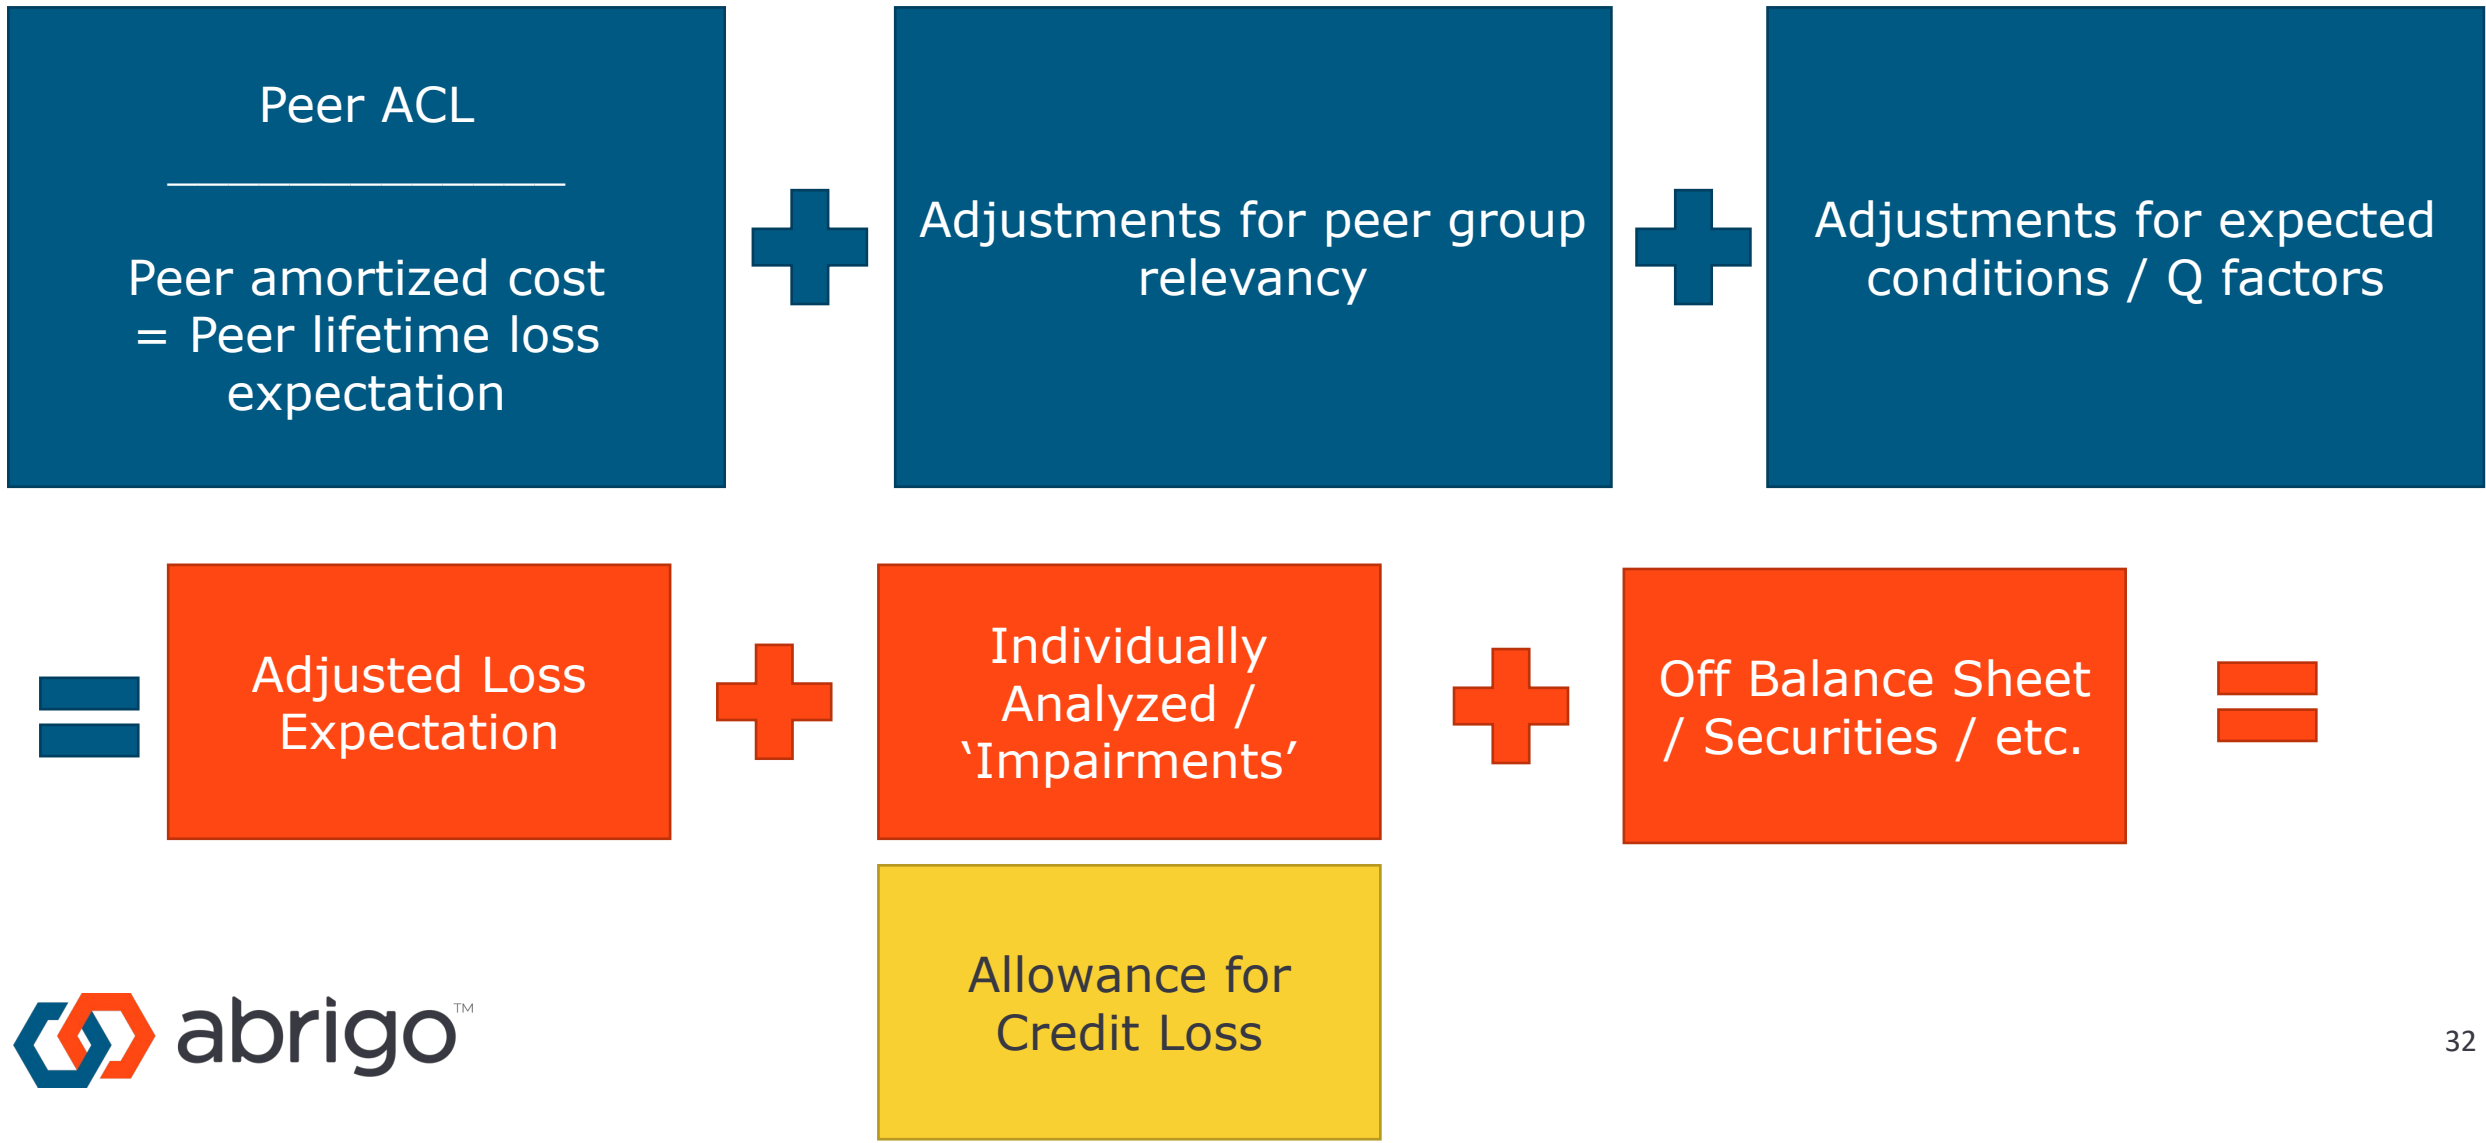 Peer ACL
Peer amortized cost
= Peer lifetime loss
expectation
Adjustments for peer group
relevancy
Adjustments for expected
conditions / Q factors
Adjusted Loss
Expectation
Individually
Analyzed /
‘Impairments’
Off Balance Sheet
/ Securities / etc.
Allowance for
Credit Loss
abrigo™
32